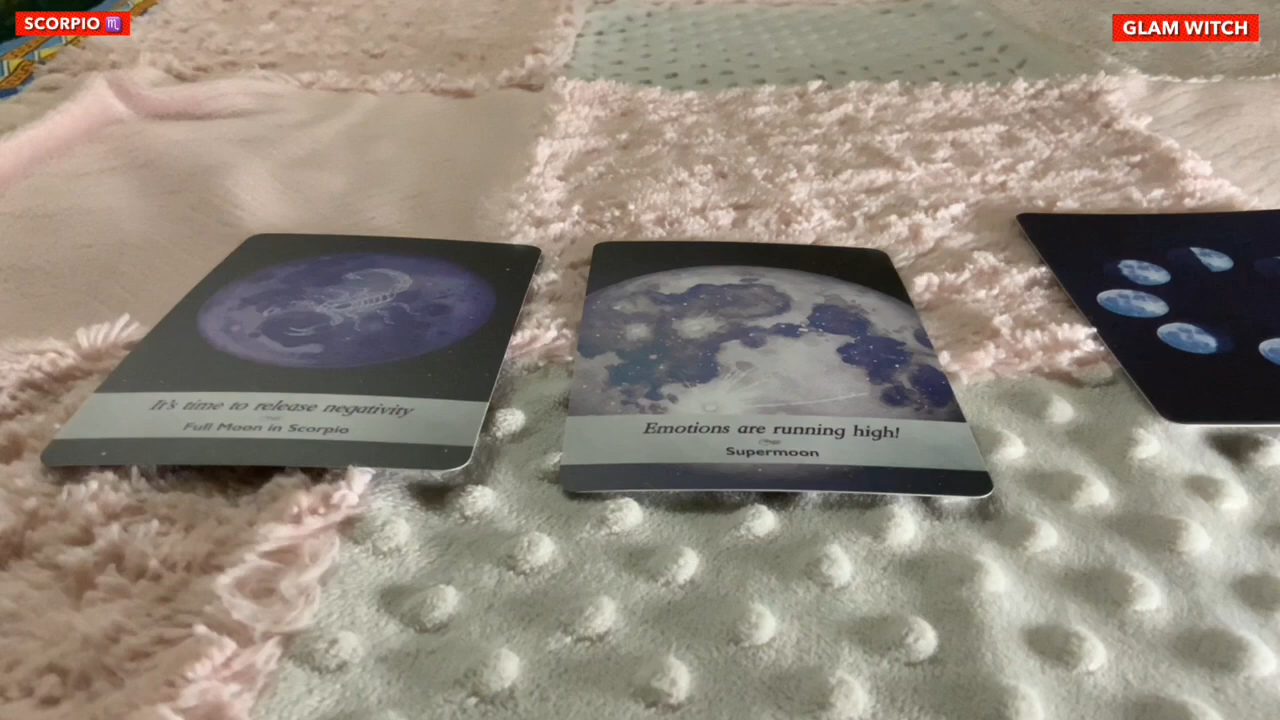 SCORPIO ♏
GLAM WITCH
It's time to release negativity
Full Moon in Scorpio
Emotions are running high!
Supermoon